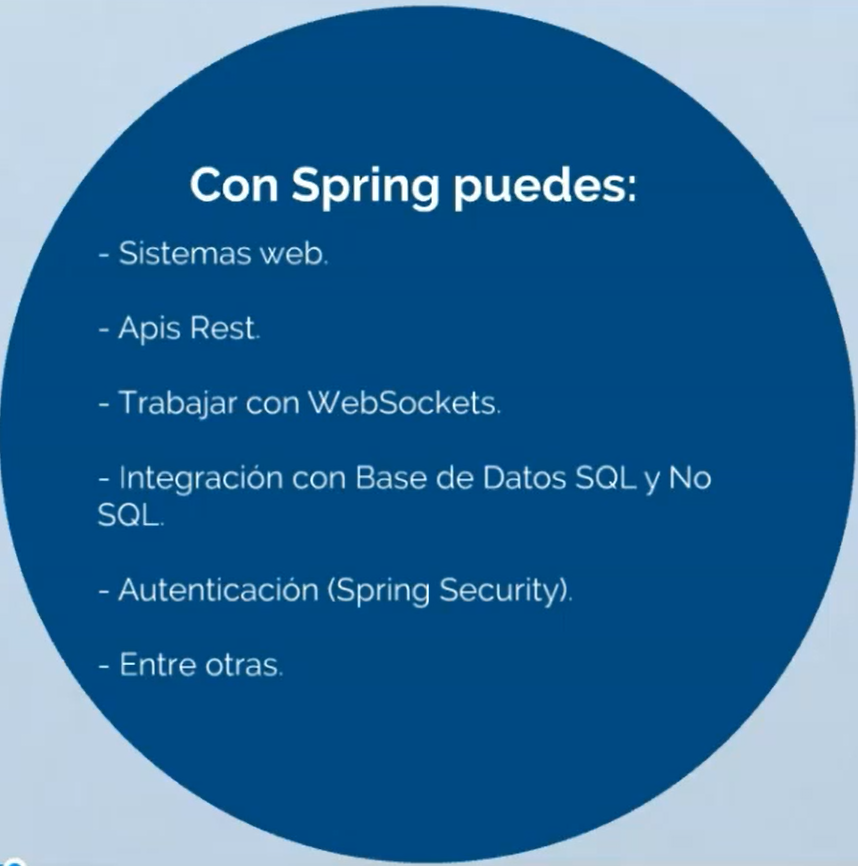 Con Spring puedes:
- Sistemas web.
- Apis Rest.
- Trabajar con WebSockets.
- Integración con Base de Datos SQL y No
SQL.
- Autenticación (Spring Security).
- Entre otras.